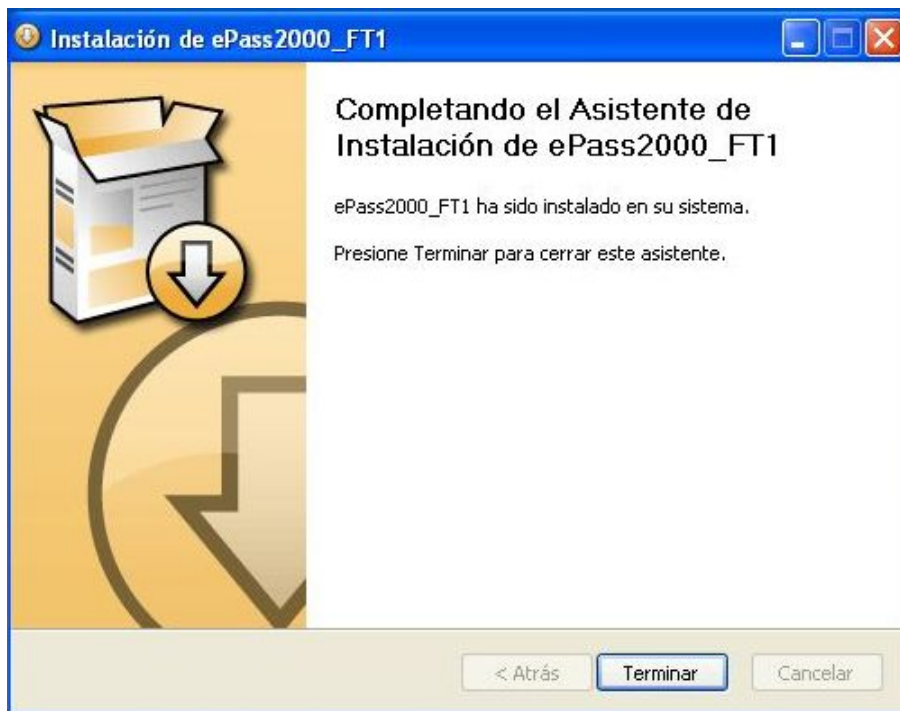 Instalación de ePass2000_FT1
Completando el Asistente de
Instalación de ePass2000_FT1
ePass2000_FT1 ha sido instalado en su sistema.
Presione Terminar para cerrar este asistente.
< Atrás
Terminar
Cancelar